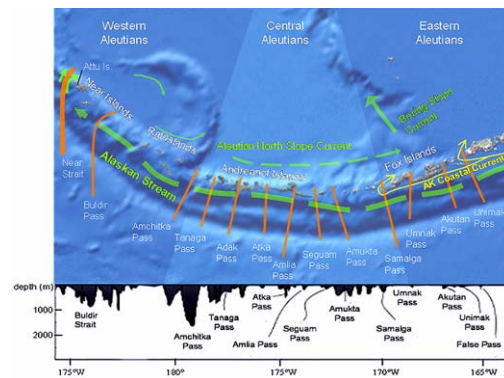 Western
Aleutians
Central
Aleutians
Eastern
Aleutians
Attu Is.
Near Islands
Rat Islands
Bering Slope
Current
Aleutian North Slope Current
Andreanof Islands
Fox Islands
AK Coastal Current
Alaskan Stream
Near
Strait
Buldir
Pass
Amchitka
Pass
Tanaga
Pass
Adak
Pass
Atka
Pass
Amlia
Pass
Seguam
Pass
Amukta
Pass
Samalga
Pass
Umnak
Pass
Akutan
Pass
Unimak
Pass
depth (m)
1000
2000
Buldir
Strait
Amchitka
Pass
Tanaga
Pass
Atka
Pass
Amlia Pass
Seguam
Pass
Amukta
Pass
Samalga
Pass
Umnak
Pass
Akutan
Pass
Unimak
Pass
False Pass
175°W
180°
175°W
170°W
165°W